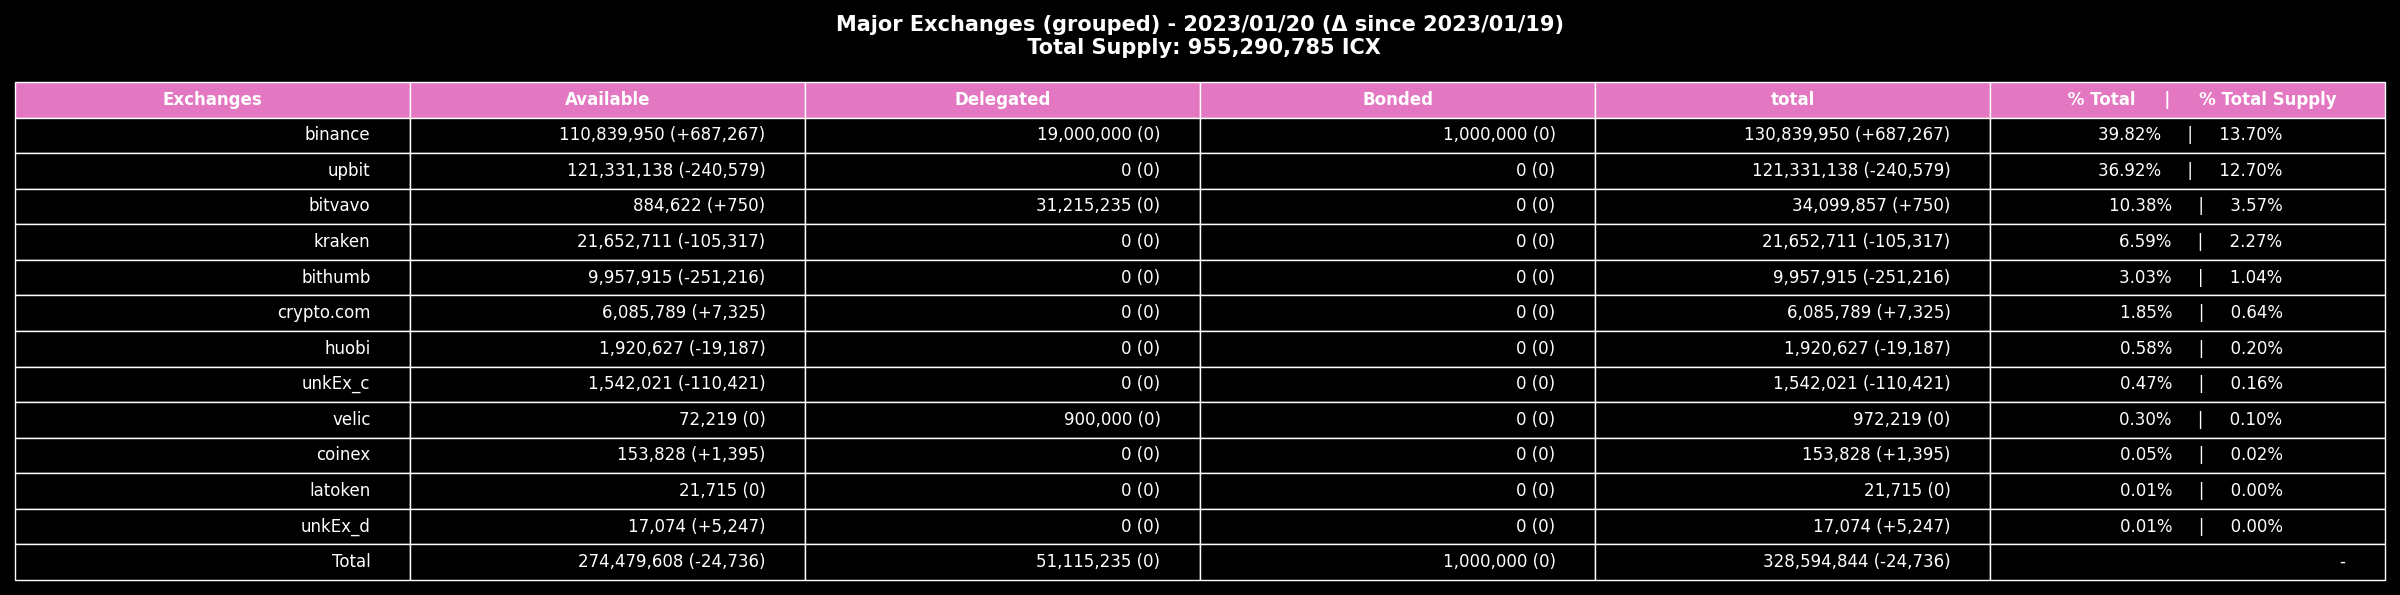 Major Exchanges (grouped) - 2023/01/20 (Δ since 2023/01/19)
Total Supply: 955,290,785 ICX
Exchanges Available Delegated Bonded total % Total | % Total Supply
binance 110,839,950 (+687,267) 19,000,000 (0) 1,000,000 (0) 130,839,950 (+687,267) 39.82% | 13.70%
upbit 121,331,138 (-240,579) 0 (0) 0 (0) 121,331,138 (-240,579) 36.92% | 12.70%
bitvavo 884,622 (+750) 31,215,235 (0) 0 (0) 34,099,857 (+750) 10.38% | 3.57%
kraken 21,652,711 (-105,317) 0 (0) 0 (0) 21,652,711 (-105,317) 6.59% | 2.27%
bithumb 9,957,915 (-251,216) 0 (0) 0 (0) 9,957,915 (-251,216) 3.03% | 1.04%
crypto.com 6,085,789 (+7,325) 0 (0) 0 (0) 6,085,789 (+7,325) 1.85% | 0.64%
huobi 1,920,627 (-19,187) 0 (0) 0 (0) 1,920,627 (-19,187) 0.58% | 0.20%
unkEx_c 1,542,021 (-110,421) 0 (0) 0 (0) 1,542,021 (-110,421) 0.47% | 0.16%
velic 72,219 (0) 900,000 (0) 0 (0) 972,219 (0) 0.30% | 0.10%
coinex 153,828 (+1,395) 0 (0) 0 (0) 153,828 (+1,395) 0.05% | 0.02%
latoken 21,715 (0) 0 (0) 0 (0) 21,715 (0) 0.01% | 0.00%
unkEx_d 17,074 (+5,247) 0 (0) 0 (0) 17,074 (+5,247) 0.01% | 0.00%
Total 274,479,608 (-24,736) 51,115,235 (0) 1,000,000 (0) 328,594,844 (-24,736) -